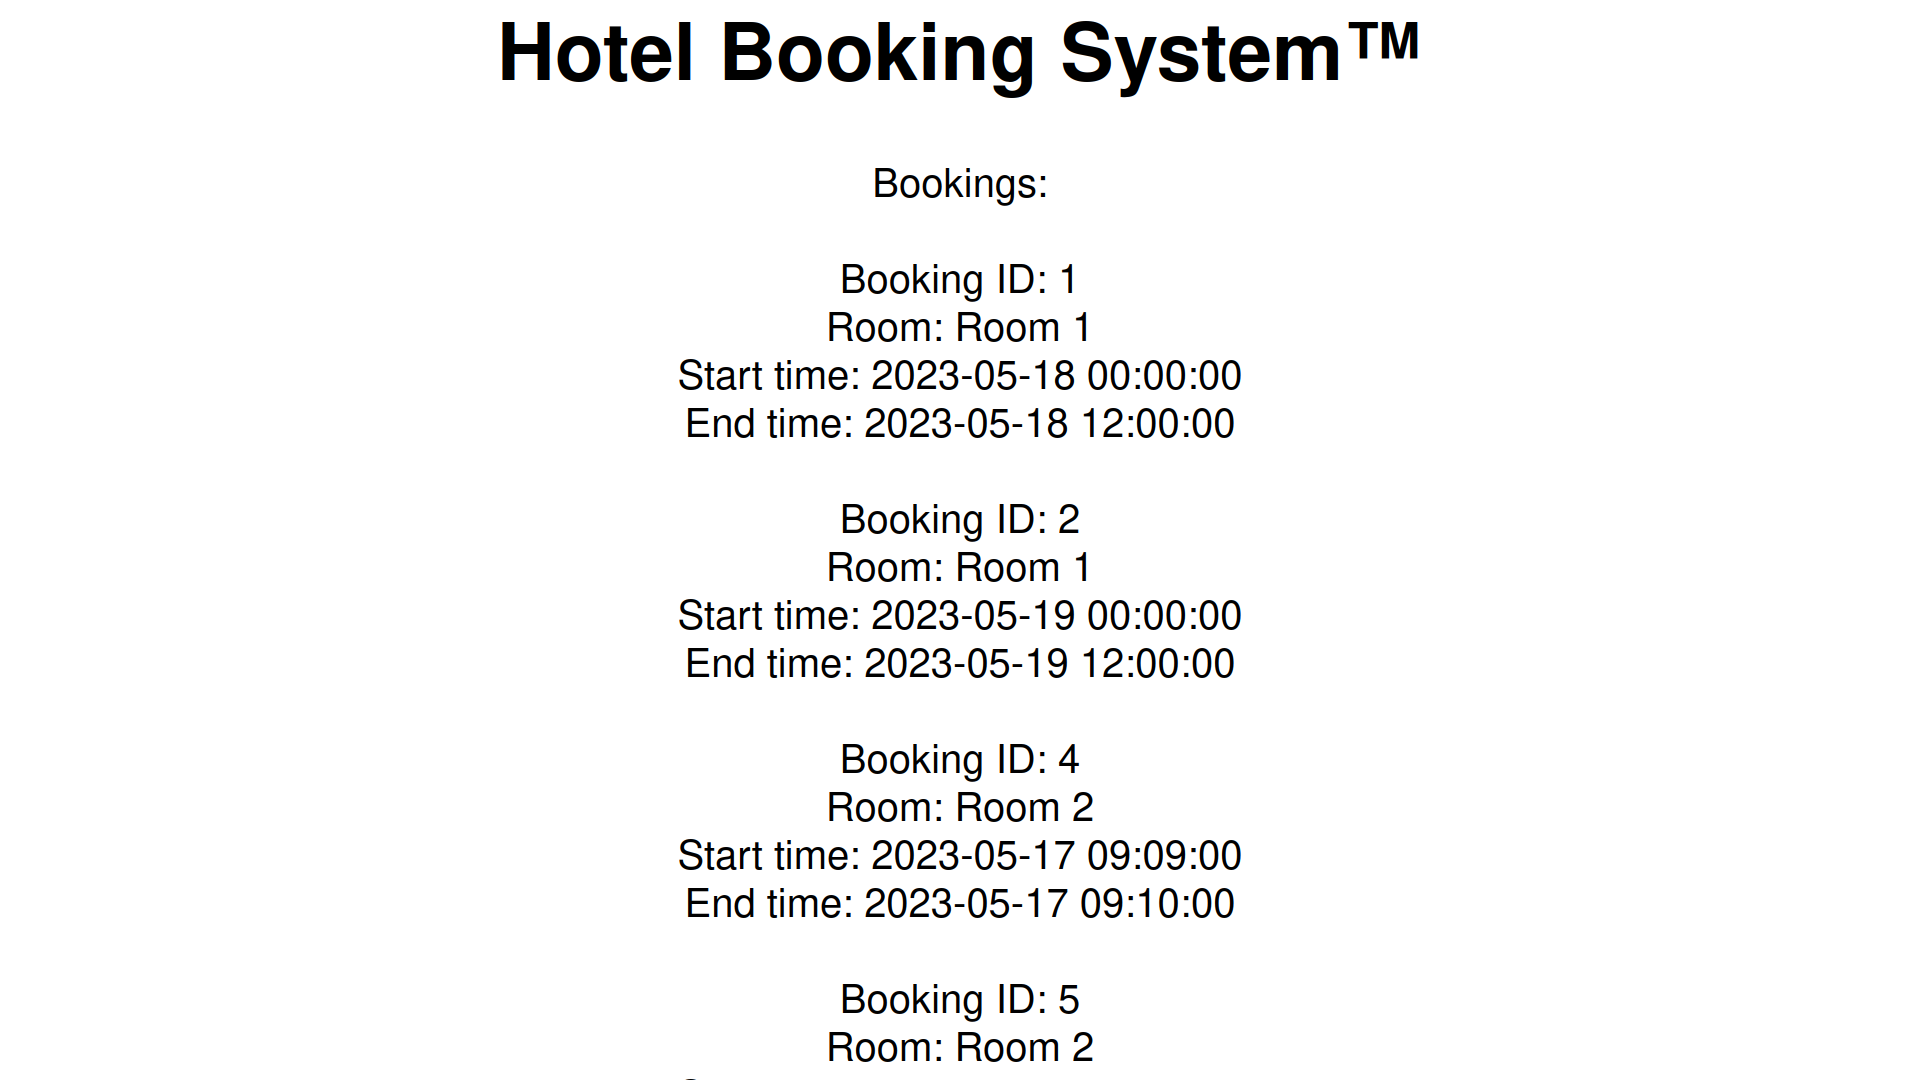 Hotel Booking System™
Bookings:
Booking ID: 1
Room: Room 1
Start time: 2023-05-18 00:00:00
End time: 2023-05-18 12:00:00
Booking ID: 2
Room: Room 1
Start time: 2023-05-19 00:00:00
End time: 2023-05-19 12:00:00
Booking ID: 4
Room: Room 2
Start time: 2023-05-17 09:09:00
End time: 2023-05-17 09:10:00
Booking ID: 5
Room: Room 2